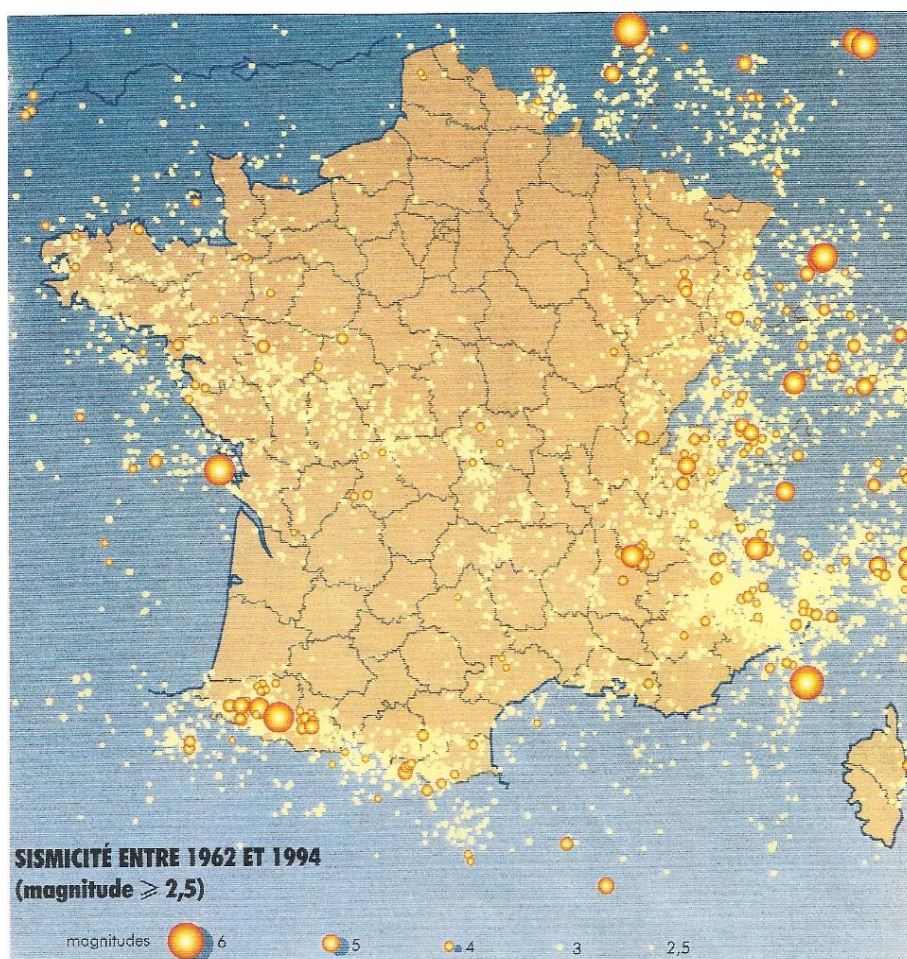 SISMICITÉ ENTRE 1962 ET 1994
(magnitude ⩾ 2,5)
magnitudes 6 5 4 3 2,5